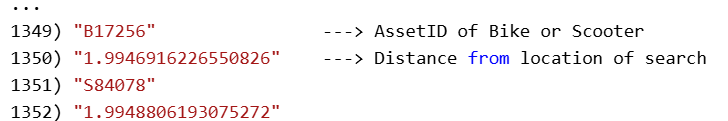 ...
1349) "B17256" ---> AssetID of Bike or Scooter
1350) "1.9946916226550826" ---> Distance from location of search
1351) "S84078"
1352) "1.9948806193075272"